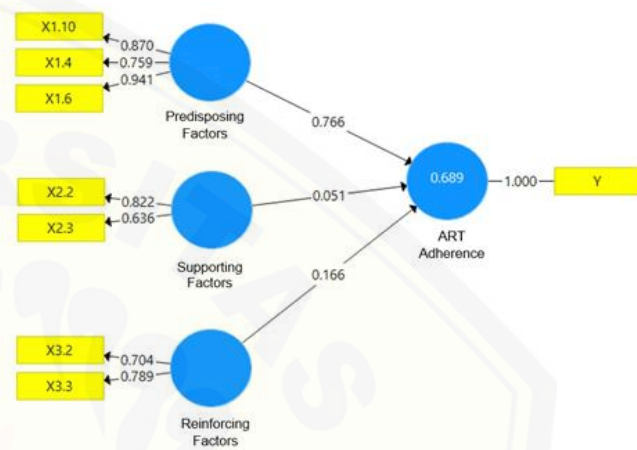 X1.10
0.870
X1.4
0.759
X1.6
0.941
Predisposing
Factors
0.766
X2.2
0.822
X2.3
0.636
Supporting
Factors
0.051
0.689
1.000
Y
ART
Adherence
0.166
X3.2
0.704
X3.3
0.789
Reinforcing
Factors